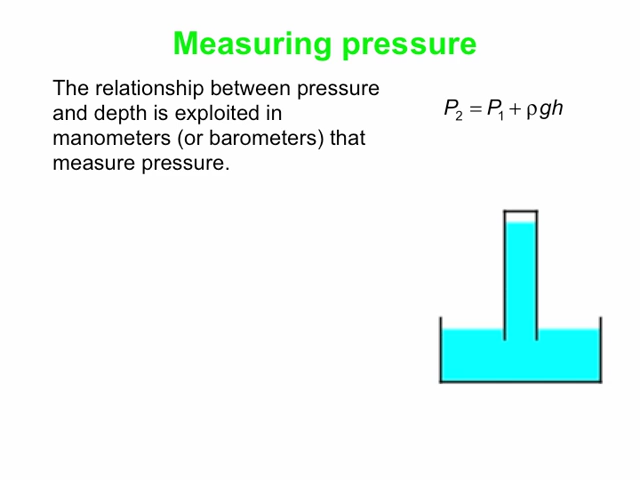 Measuring pressure
The relationship between pressure
and depth is exploited in
manometers (or barometers) that
measure pressure.
P₂ = P₁ + ρgh